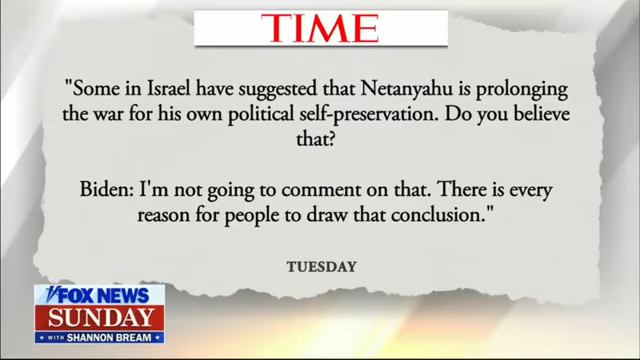 TIME
"Some in Israel have suggested that Netanyahu is prolonging
the war for his own political self-preservation. Do you believe
that?
Biden: I'm not going to comment on that. There is every
reason for people to draw that conclusion."
TUESDAY
FOX NEWS
SUNDAY
WITH SHANNON BREAM